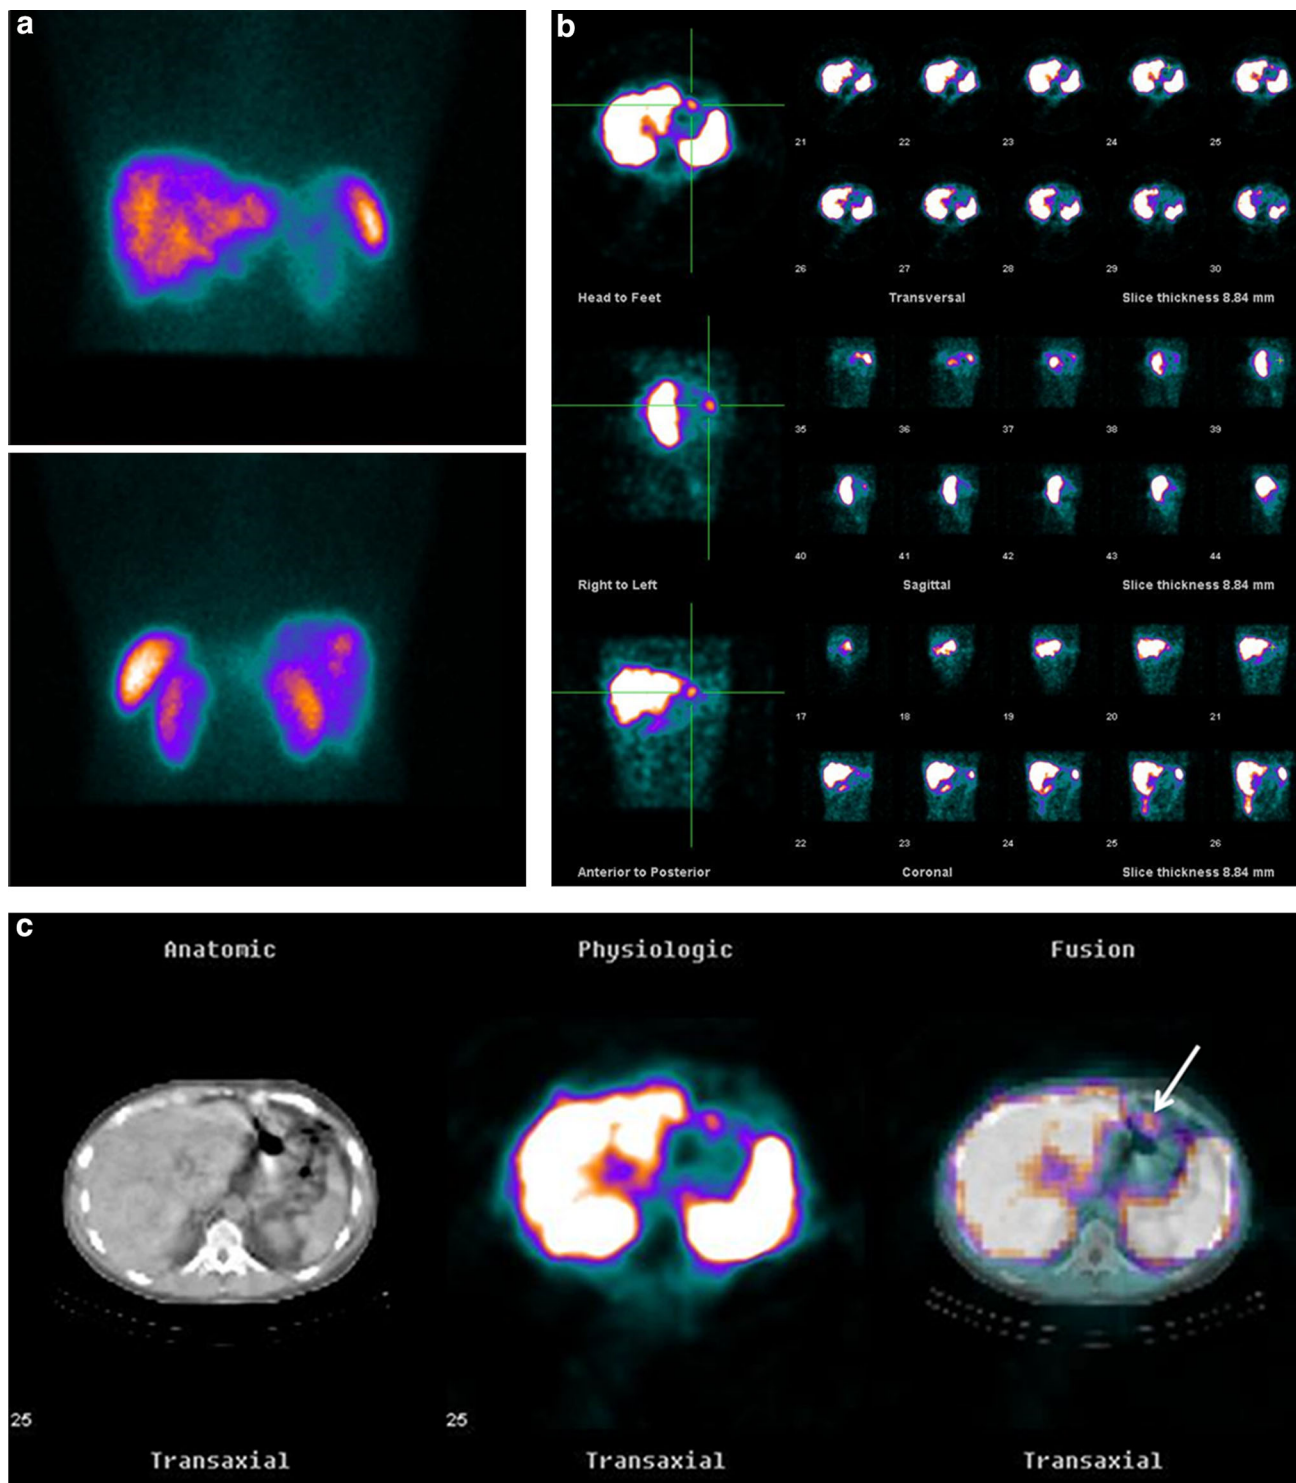 a
b
21 22 23 24 25
26 27 28 29 30
Head to Feet Transversal Slice thickness 8.84 mm
35 36 37 38 39
40 41 42 43 44
Right to Left Sagittal Slice thickness 8.84 mm
17 18 19 20 21
22 23 24 25 26
Anterior to Posterior Coronal Slice thickness 8.84 mm
c
Anatomic Physiologic Fusion
25 25
Transaxial Transaxial Transaxial